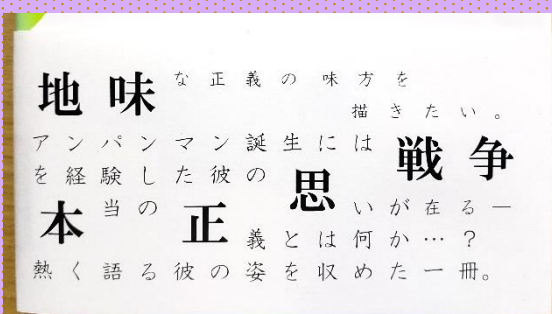 地味な正義の味方を
描きたい。
アンパンマン誕生には戦争
を経験した彼の思いが在る―
本当の正義とは何か…?
熱く語る彼の姿を収めた一冊。